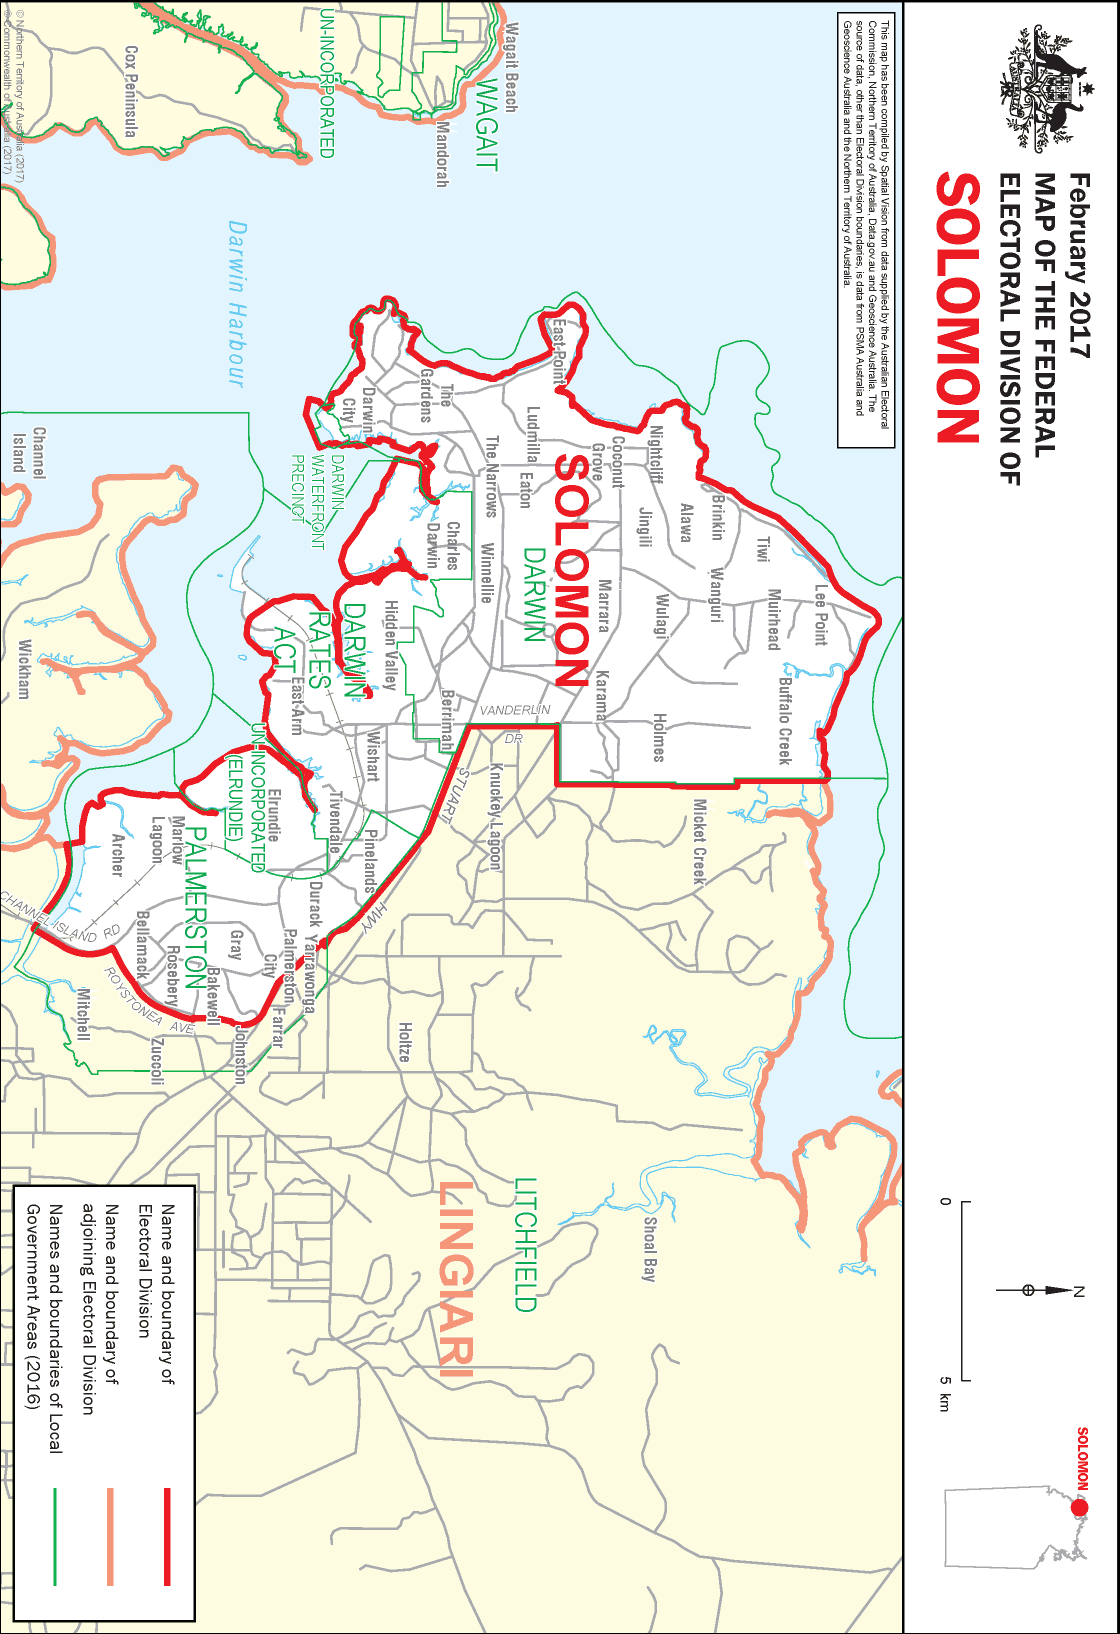 February 2017
MAP OF THE FEDERAL
ELECTORAL DIVISION OF
SOLOMON
0
5 km
N
SOLOMON
This map has been compiled by Spatial Vision from data supplied by the Australian Electoral
Commission, Northern Territory of Australia, Data.gov.au and Geoscience Australia. The
source of data, other than Electoral Division boundaries, is data from PSMA Australia and
Geoscience Australia and the Northern Territory of Australia.
Lee Point
Buffalo Creek
Muirhead
Tiwi
Brinkin
Wanguri
Alawa
Micket Creek
Nightcliff
Wulagi
Holmes
Jingili
Shoal Bay
Coconut
Grove
Marrara
Karama
SOLOMON
East Point
DARWIN
VANDERLIN
DR
Ludmilla
Eaton
LITCHFIELD
Wagait Beach
WAGAIT
The Narrows
Winnellie
Knuckey Lagoon
STUART
HWY
LINGIARI
Mandorah
The
Gardens
Charles
Darwin
Berrimah
Hidden Valley
Holtze
Darwin
City
DARWIN
RATES
ACT
Wishart
Pinelands
UN-INCORPORATED
DARWIN
WATERFRONT
PRECINCT
Tivendale
Durack
Yarrawonga
East Arm
Palmerston
City
Farrar
Elrundie
UN-INCORPORATED
(ELRUNDIE)
Darwin Harbour
Gray
Johnston
Bakewell
PALMERSTON
Marlow
Lagoon
Rosebery
Zuccoli
Bellamack
ROYSTONEA AVE
Cox Peninsula
Archer
CHANNEL ISLAND RD
Mitchell
Channel
Island
Wickham
Name and boundary of
Electoral Division
Name and boundary of
adjoining Electoral Division
Names and boundaries of Local
Government Areas (2016)
© Northern Territory of Australia (2017)
© Commonwealth of Australia (2017)